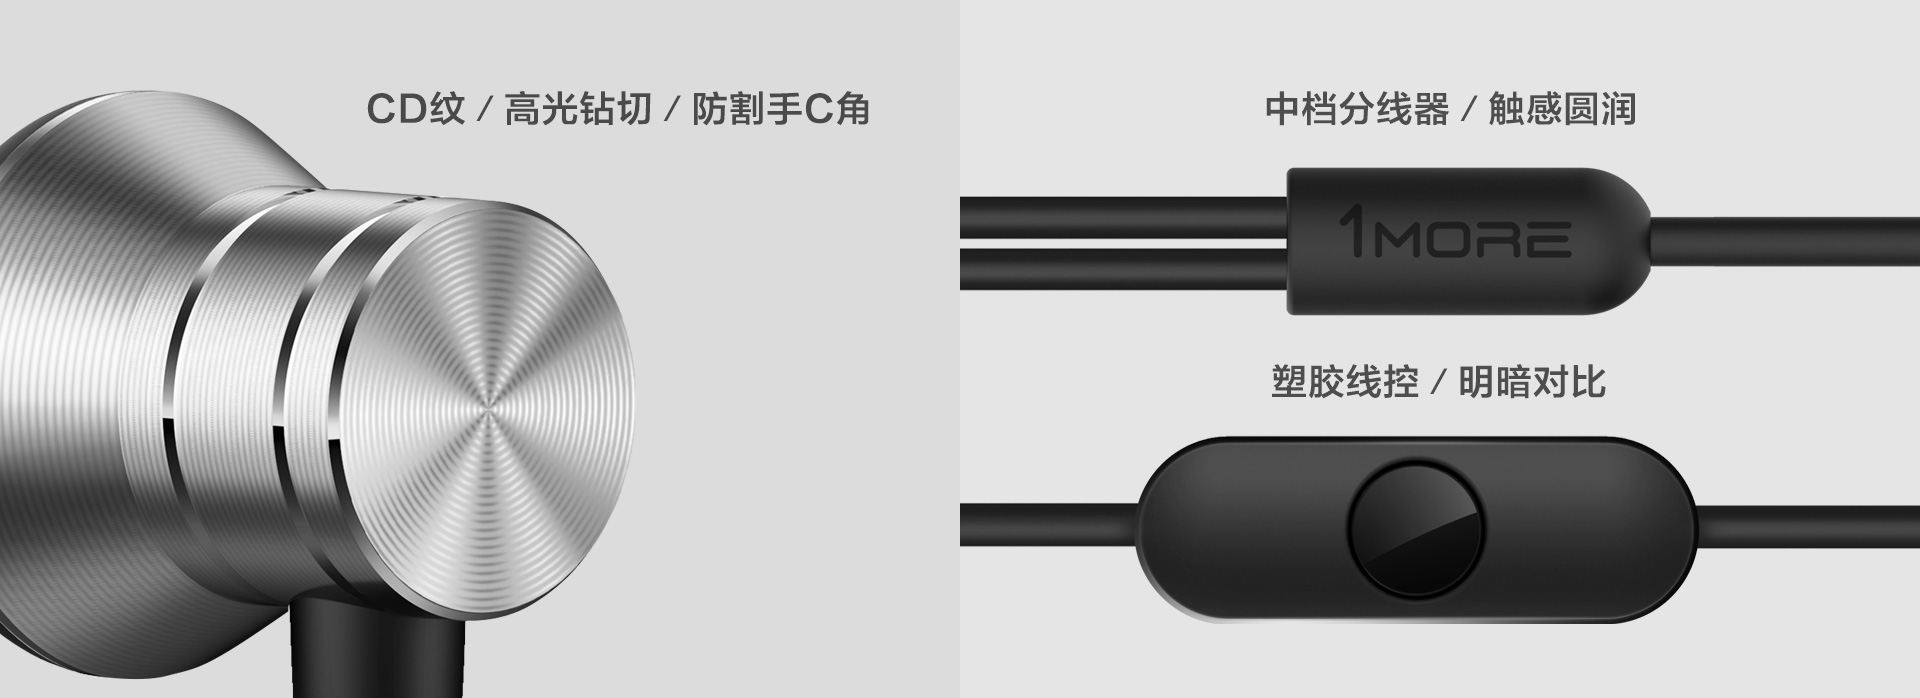 CD纹 / 高光钻切 / 防割手C角
中档分线器 / 触感圆润
1MORE
塑胶线控 / 明暗对比